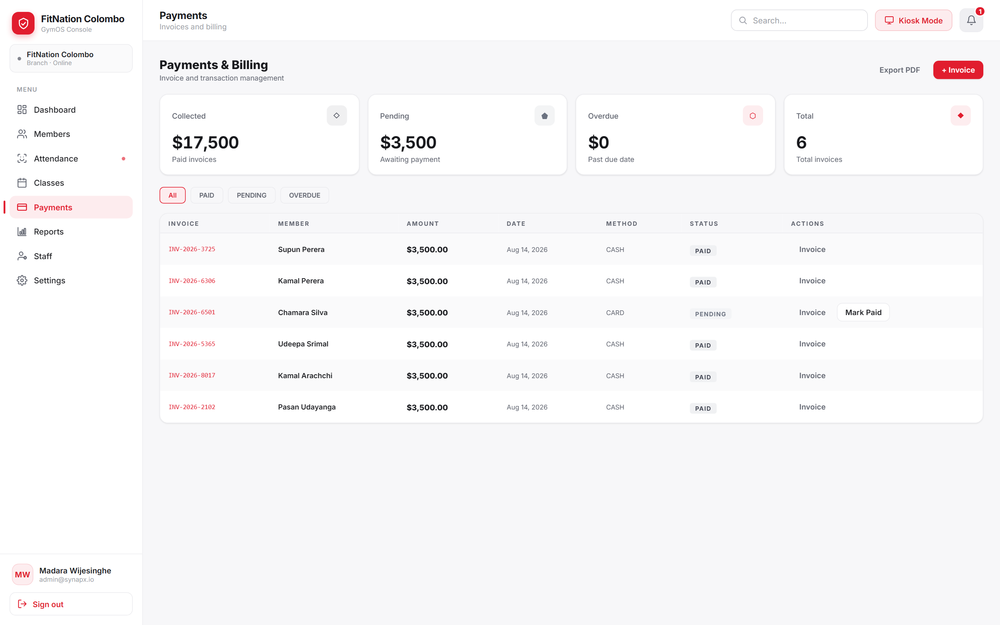 FitNation Colombo
GymOS Console
FitNation Colombo
Branch · Online
MENU
Dashboard
Members
Attendance
Classes
Payments
Reports
Staff
Settings
MW
Madara Wijesinghe
admin@synapx.io
Sign out
Payments
Invoices and billing
Search...
Kiosk Mode
1
Payments & Billing
Invoice and transaction management
Export PDF
+ Invoice
Collected
$17,500
Paid invoices
Pending
$3,500
Awaiting payment
Overdue
$0
Past due date
Total
6
Total invoices
All PAID PENDING OVERDUE
INVOICE MEMBER AMOUNT DATE METHOD STATUS ACTIONS
INV-2026-3725 Supun Perera $3,500.00 Aug 14, 2026 CASH PAID Invoice
INV-2026-6306 Kamal Perera $3,500.00 Aug 14, 2026 CASH PAID Invoice
INV-2026-6501 Chamara Silva $3,500.00 Aug 14, 2026 CARD PENDING Invoice Mark Paid
INV-2026-5365 Udeepa Srimal $3,500.00 Aug 14, 2026 CASH PAID Invoice
INV-2026-8017 Kamal Arachchi $3,500.00 Aug 14, 2026 CASH PAID Invoice
INV-2026-2102 Pasan Udayanga $3,500.00 Aug 14, 2026 CASH PAID Invoice